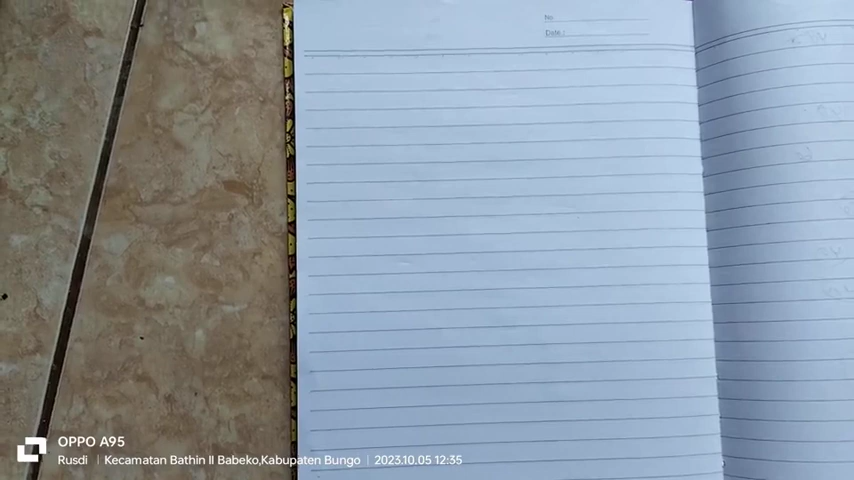 No
Date :
OPPO A95
Rusdi | Kecamatan Bathin II Babeko,Kabupaten Bungo | 2023.10.05 12:35